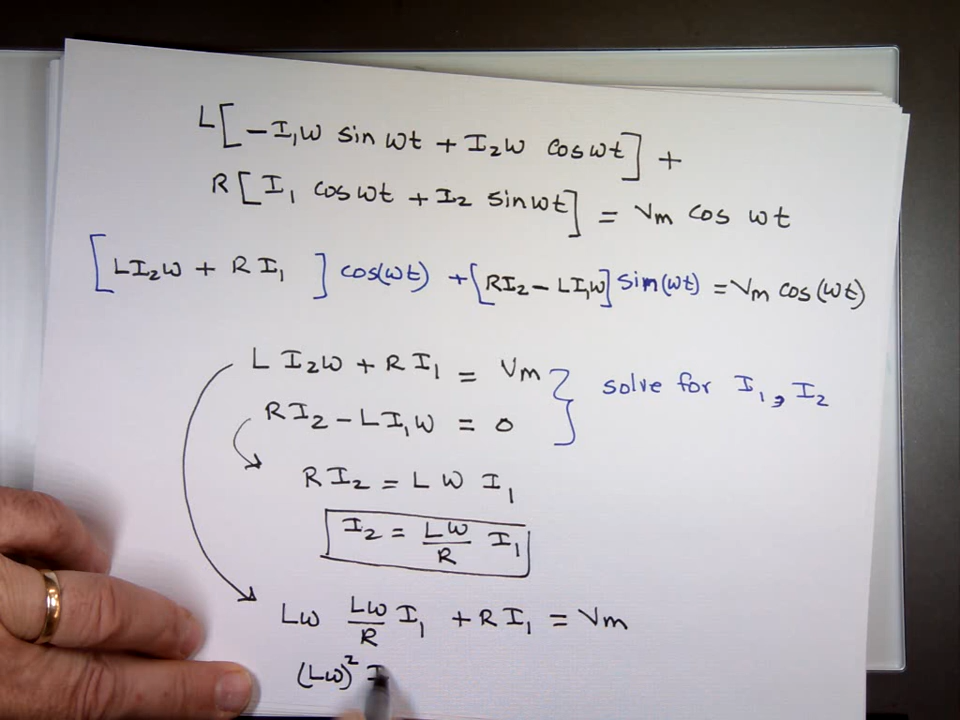 L[-I₁ω sin ωt + I₂ω cos ωt] +
R[I₁ cos ωt + I₂ sin ωt] = Vm cos ωt
[LI₂ω + RI₁] cos(ωt) + [RI₂ - LI₁ω] sin(ωt) = Vm cos(ωt)
L I₂ω + R I₁ = Vm } solve for I₁, I₂
RI₂ - LI₁ω = 0
RI₂ = L ω I₁
I₂ = Lω/R I₁
Lω Lω/R I₁ + R I₁ = Vm
(Lω)² I